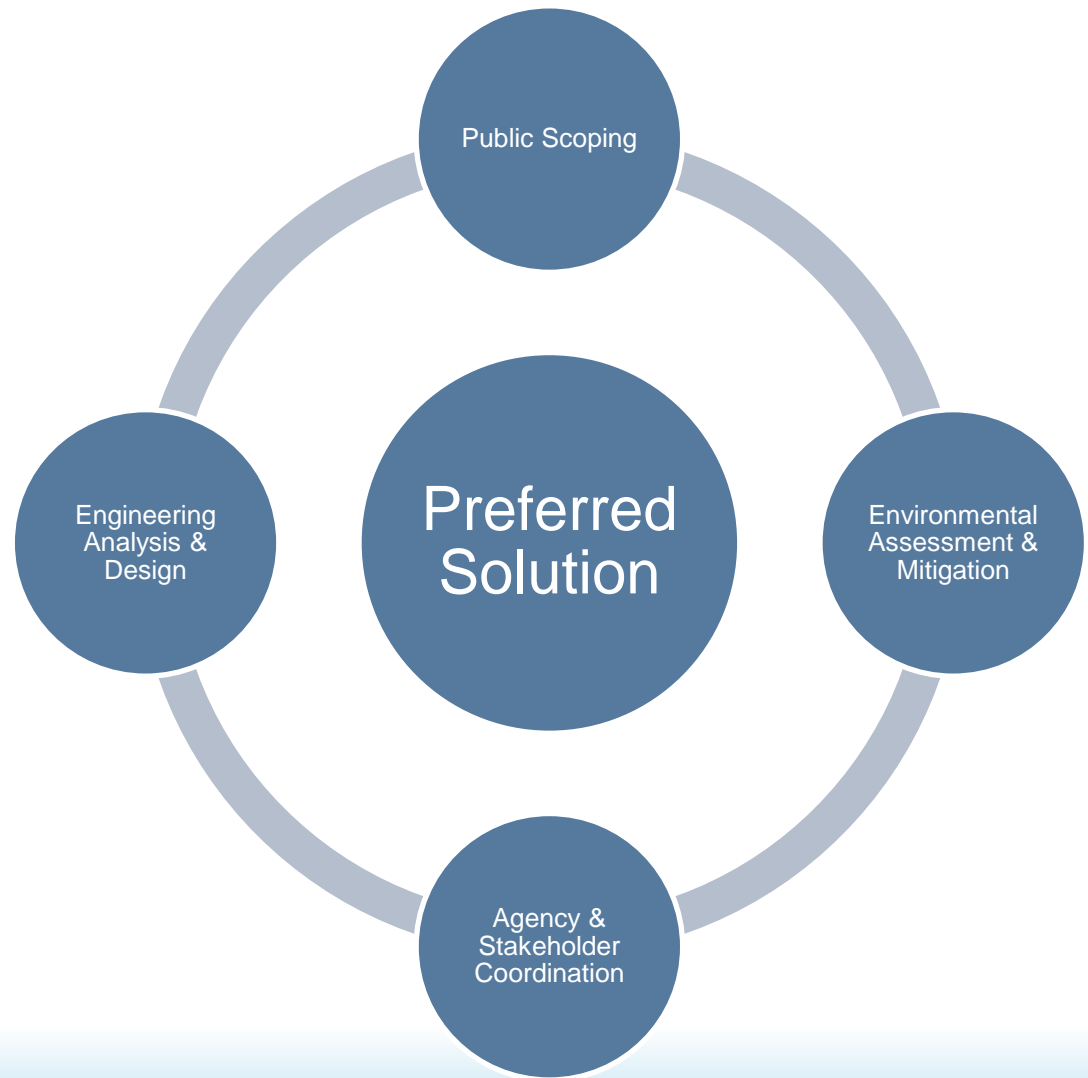 Public Scoping
Engineering
Analysis &
Design
Preferred
Solution
Environmental
Assessment &
Mitigation
Agency &
Stakeholder
Coordination